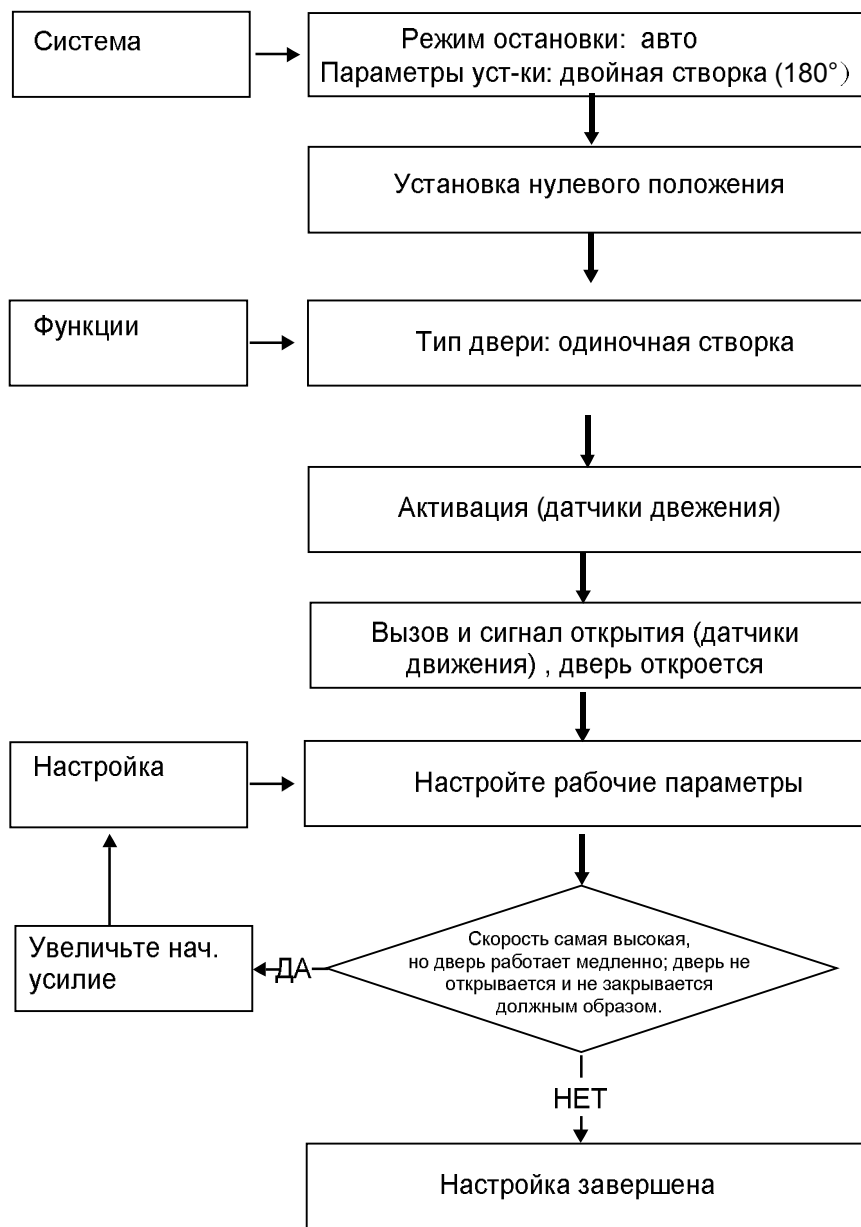 Система
Режим остановки: авто
Параметры уст-ки: двойная створка (180°)
Установка нулевого положения
Функции
Тип двери: одиночная створка
Активация (датчики двежения)
Вызов и сигнал открытия (датчики
движения) , дверь откроется
Настройка
Настройте рабочие параметры
Увеличьте нач.
усилие
ДА
Скорость самая высокая,
но дверь работает медленно; дверь не
открывается и не закрывается
должным образом.
НЕТ
Настройка завершена